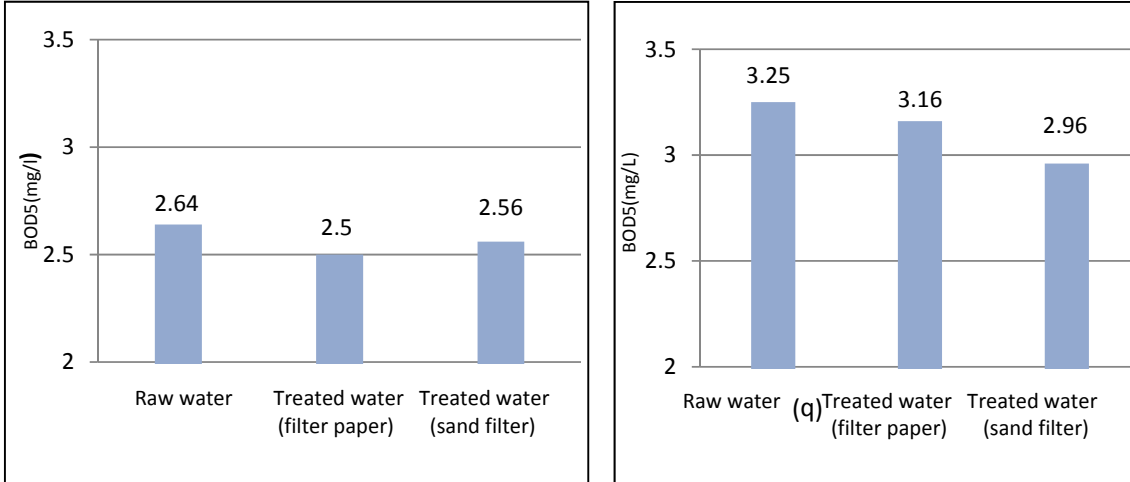 3.5
3
2.5
2
BOD5(mg/l)
2.64
2.5
2.56
Raw water
Treated water
(filter paper)
Treated water
(sand filter)
3.5
3
2.5
2
BOD5(mg/L)
3.25
3.16
2.96
Raw water
(q)
Treated water
(filter paper)
Treated water
(sand filter)